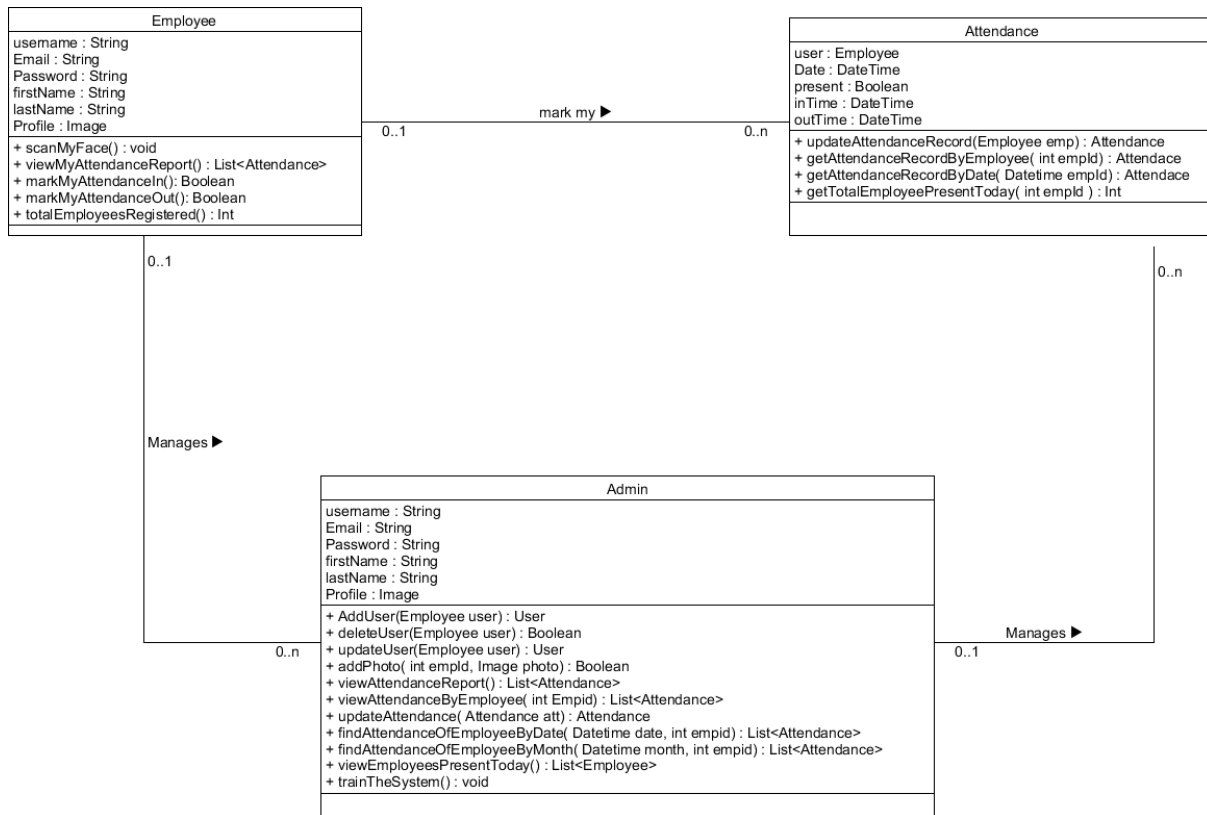 Employee
username : String
Email : String
Password : String
firstName : String
lastName : String
Profile : Image
+ scanMyFace() : void
+ viewMyAttendanceReport() : List<Attendance>
+ markMyAttendanceIn(): Boolean
+ markMyAttendanceOut(): Boolean
+ totalEmployeesRegistered() : Int
mark my ▶
0..1
0..n
Attendance
user : Employee
Date : DateTime
present : Boolean
inTime : DateTime
outTime : DateTime
+ updateAttendanceRecord(Employee emp) : Attendance
+ getAttendanceRecordByEmployee( int empId) : Attendace
+ getAttendanceRecordByDate( Datetime empId) : Attendace
+ getTotalEmployeePresentToday( int empId ) : Int
0..1
0..n
Manages ▶
Admin
username : String
Email : String
Password : String
firstName : String
lastName : String
Profile : Image
+ AddUser(Employee user) : User
+ deleteUser(Employee user) : Boolean
+ updateUser(Employee user) : User
+ addPhoto( int empId, Image photo) : Boolean
+ viewAttendanceReport() : List<Attendance>
+ viewAttendanceByEmployee( int Empid) : List<Attendance>
+ updateAttendance( Attendance att) : Attendance
+ findAttendanceOfEmployeeByDate( Datetime date, int empid) : List<Attendance>
+ findAttendanceOfEmployeeByMonth( Datetime month, int empid) : List<Attendance>
+ viewEmployeesPresentToday() : List<Employee>
+ trainTheSystem() : void
0..n
Manages ▶
0..1